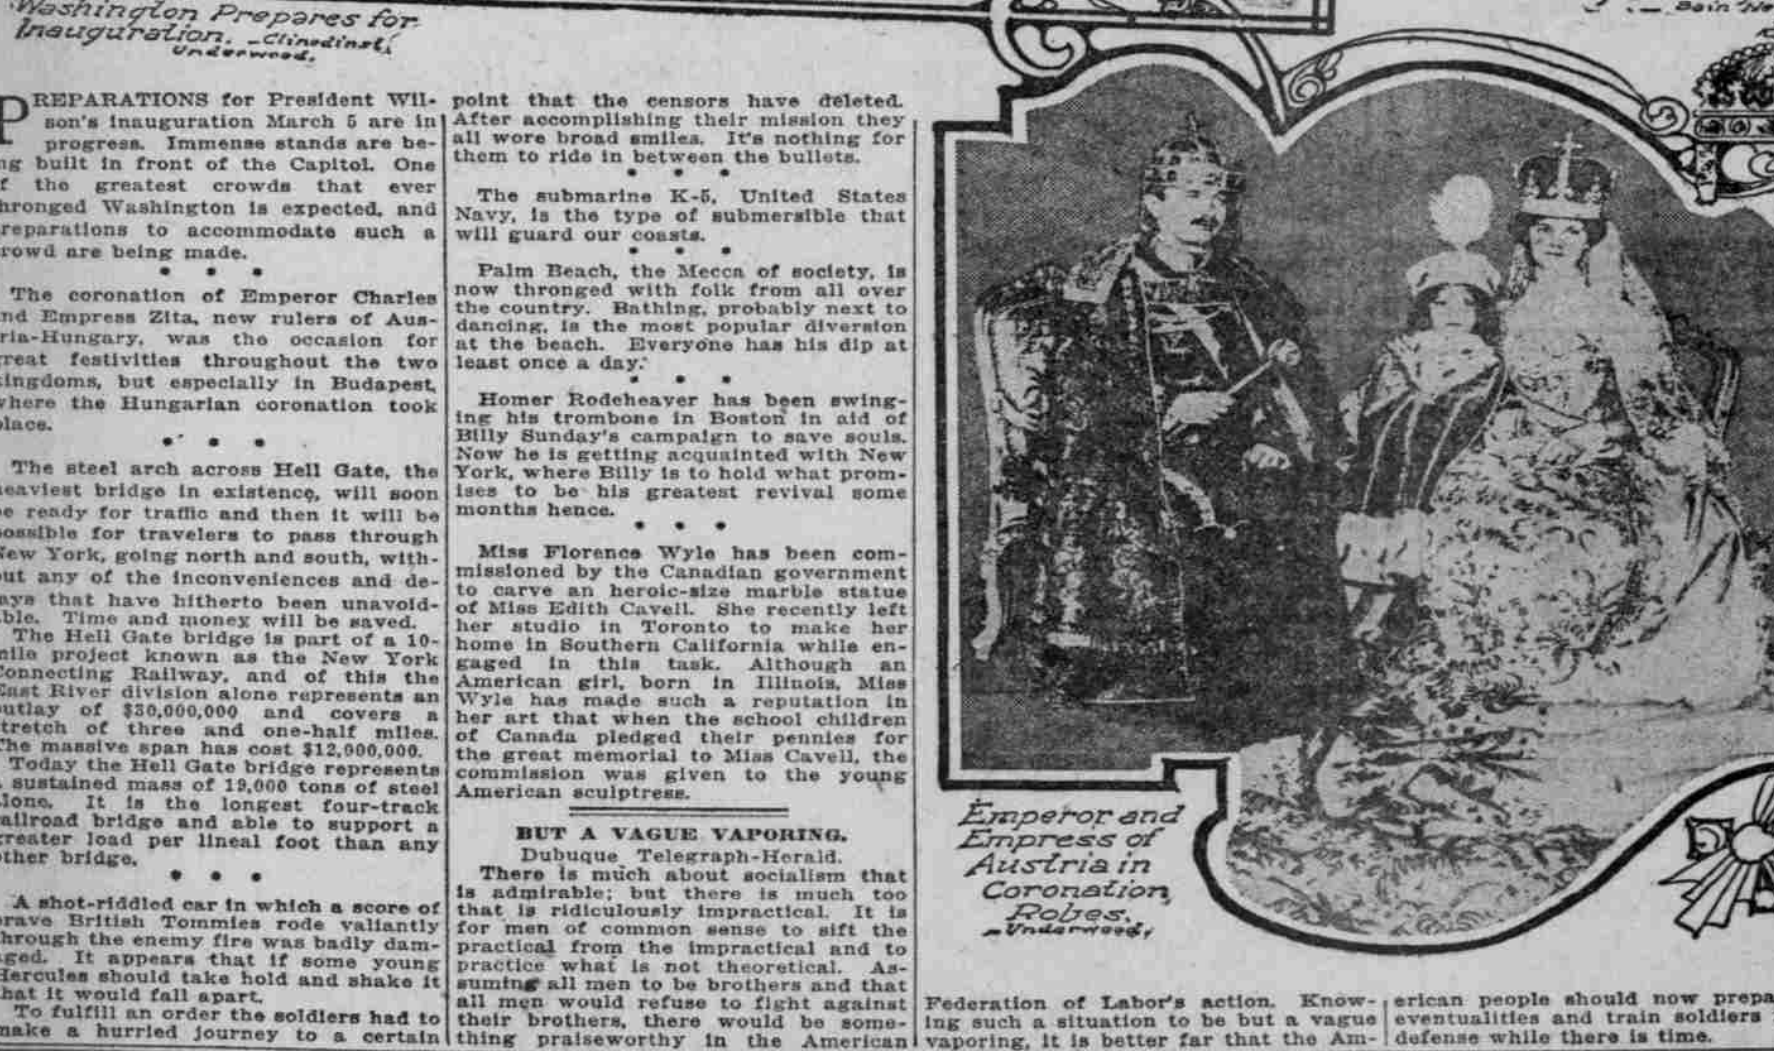 Washington Prepares for
Inauguration. —Clinedinst,
Underwood.
PREPARATIONS for President Wil-
son's inauguration March 5 are in
progress. Immense stands are be-
ng built in front of the Capitol. One
f the greatest crowds that ever
hronged Washington is expected, and
reparations to accommodate such a
rowd are being made.
* * *
The coronation of Emperor Charles
nd Empress Zita, new rulers of Aus-
ria-Hungary, was the occasion for
reat festivities throughout the two
ingdoms, but especially in Budapest,
where the Hungarian coronation took
place.
* * *
The steel arch across Hell Gate, the
heaviest bridge in existence, will soon
be ready for traffic and then it will be
possible for travelers to pass through
New York, going north and south, with-
out any of the inconveniences and de-
ays that have hitherto been unavoid-
ble. Time and money will be saved.
The Hell Gate bridge is part of a 10-
mile project known as the New York
Connecting Railway, and of this the
East River division alone represents an
outlay of $30,000,000 and covers a
tretch of three and one-half miles.
The massive span has cost $12,000,000.
Today the Hell Gate bridge represents
a sustained mass of 19,000 tons of steel
lone. It is the longest four-track
railroad bridge and able to support a
greater load per lineal foot than any
other bridge.
* * *
A shot-riddled car in which a score of
brave British Tommies rode valiantly
through the enemy fire was badly dam-
ged. It appears that if some young
Hercules should take hold and shake it
that it would fall apart.
To fulfill an order the soldiers had to
make a hurried journey to a certain
point that the censors have deleted.
After accomplishing their mission they
all wore broad smiles. It's nothing for
them to ride in between the bullets.
* * *
The submarine K-5, United States
Navy, is the type of submersible that
will guard our coasts.
* * *
Palm Beach, the Mecca of society, is
now thronged with folk from all over
the country. Bathing, probably next to
dancing, is the most popular diversion
at the beach. Everyone has his dip at
least once a day.
* * *
Homer Rodeheaver has been swing-
ing his trombone in Boston in aid of
Billy Sunday's campaign to save souls.
Now he is getting acquainted with New
York, where Billy is to hold what prom-
ises to be his greatest revival some
months hence.
* * *
Miss Florence Wyle has been com-
missioned by the Canadian government
to carve an heroic-size marble statue
of Miss Edith Cavell. She recently left
her studio in Toronto to make her
home in Southern California while en-
gaged in this task. Although an
American girl, born in Illinois, Miss
Wyle has made such a reputation in
her art that when the school children
of Canada pledged their pennies for
the great memorial to Miss Cavell, the
commission was given to the young
American sculptress.
BUT A VAGUE VAPORING.
Dubuque Telegraph-Herald.
There is much about socialism that
is admirable; but there is much too
that is ridiculously impractical. It is
for men of common sense to sift the
practical from the impractical and to
practice what is not theoretical. As-
suming all men to be brothers and that
all men would refuse to fight against
their brothers, there would be some-
thing praiseworthy in the American
Bain
Emperor and
Empress of
Austria in
Coronation
Robes.
—Underwood,
Federation of Labor's action. Know-
ing such a situation to be but a vague
vaporing, it is better far that the Am-
erican people should now prepa
eventualities and train soldiers
defense while there is time.